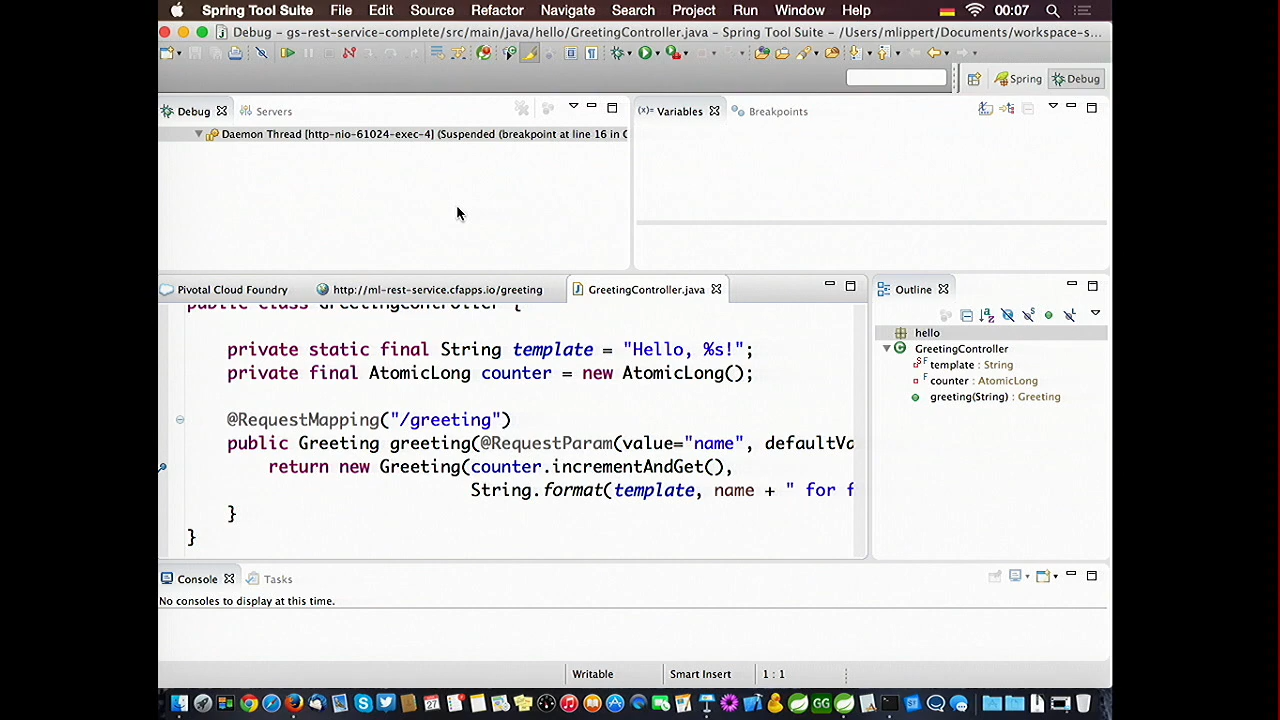 Spring Tool Suite File Edit Source Refactor Navigate Search Project Run Window Help 00:07
Debug - gs-rest-service-complete/src/main/java/hello/GreetingController.java - Spring Tool Suite - /Users/mlippert/Documents/workspace-s...
Spring Debug
Debug Servers
(x)= Variables Breakpoints
Daemon Thread [http-nio-61024-exec-4] (Suspended (breakpoint at line 16 in G
Pivotal Cloud Foundry http://ml-rest-service.cfapps.io/greeting GreetingController.java
Outline
public class GreetingController {
private static final String template = "Hello, %s!";
private final AtomicLong counter = new AtomicLong();
@RequestMapping("/greeting")
public Greeting greeting(@RequestParam(value="name", defaultVa
return new Greeting(counter.incrementAndGet(),
String.format(template, name + " for f
}
}
hello
GreetingController
template : String
counter : AtomicLong
greeting(String) : Greeting
Console Tasks
No consoles to display at this time.
Writable Smart Insert 1 : 1
27 GG